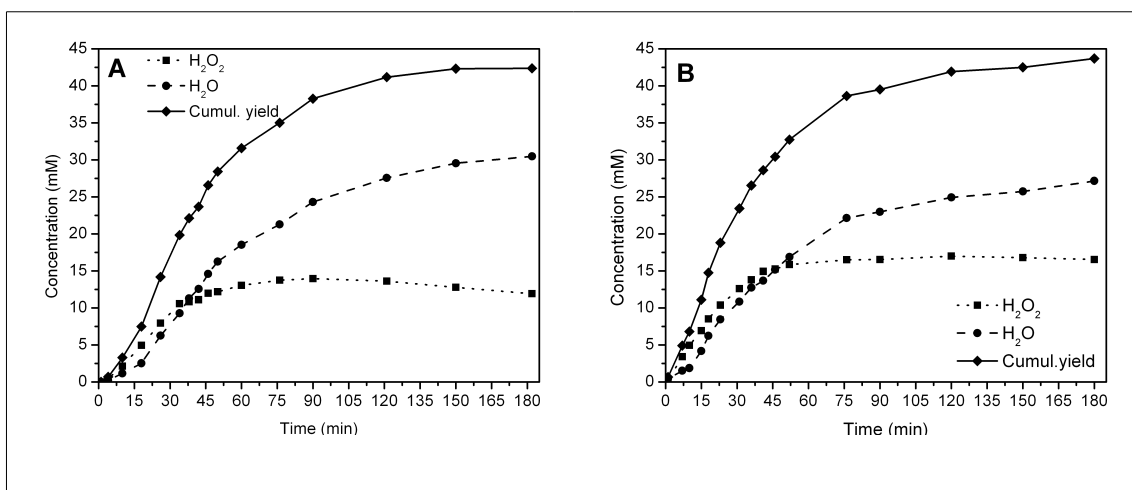 A
H₂O₂
H₂O
Cumul. yield
45
40
35
30
25
20
15
10
5
0
Concentration (mM)
0 15 30 45 60 75 90 105 120 135 150 165 180
Time (min)
B
45
40
35
30
25
20
15
10
5
0
Concentration (mM)
H₂O₂
H₂O
Cumul.yield
0 15 30 45 60 75 90 105 120 135 150 165 180
Time (min)